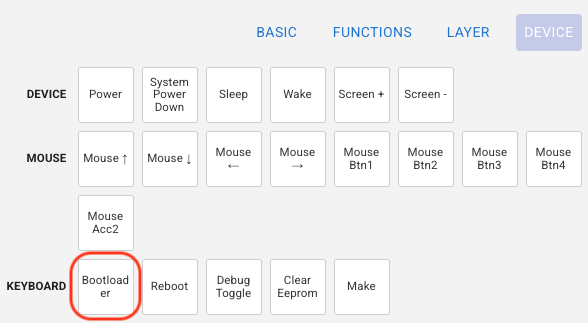 BASIC FUNCTIONS LAYER DEVICE
DEVICE Power System Power Down Sleep Wake Screen + Screen -
MOUSE Mouse ↑ Mouse ↓ Mouse ← Mouse → Mouse Btn1 Mouse Btn2 Mouse Btn3 Mouse Btn4
Mouse Acc2
KEYBOARD Bootloader Reboot Debug Toggle Clear Eeprom Make